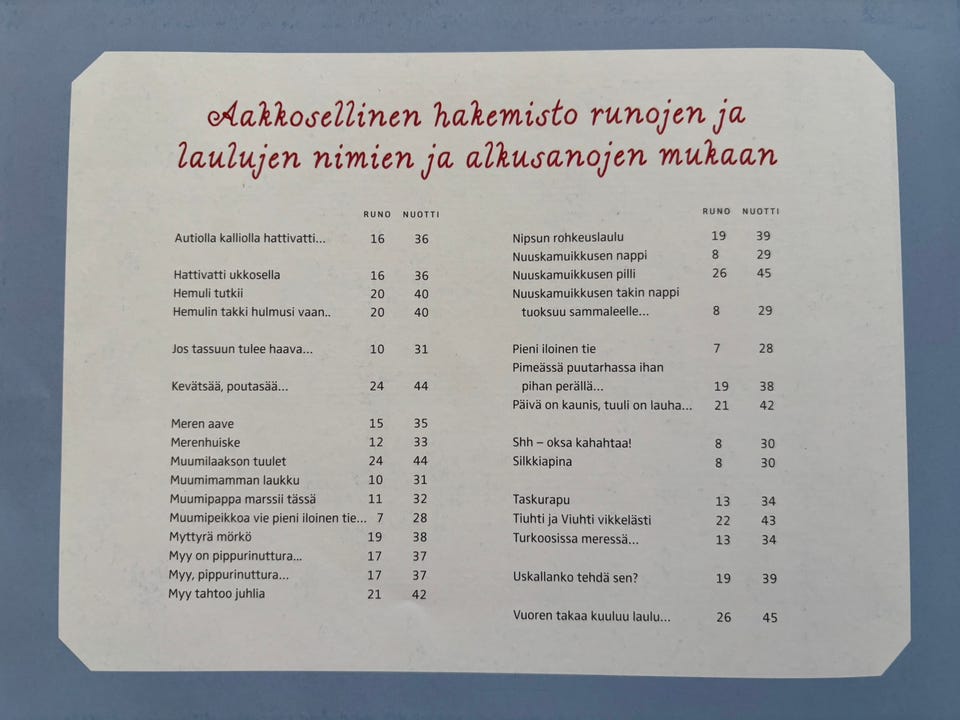 Aakkosellinen hakemisto runojen ja
laulujen nimien ja alkusanojen mukaan
RUNO NUOTTI
Autiolla kalliolla hattivatti... 16 36
Hattivatti ukkosella 16 36
Hemuli tutkii 20 40
Hemulin takki hulmusi vaan.. 20 40
Jos tassuun tulee haava... 10 31
Kevätsää, poutasää... 24 44
Meren aave 15 35
Merenhuiske 12 33
Muumilaakson tuulet 24 44
Muumimamman laukku 10 31
Muumipappa marssii tässä 11 32
Muumipeikkoa vie pieni iloinen tie... 7 28
Myttyrä mörkö 19 38
Myy on pippurinuttura... 17 37
Myy, pippurinuttura... 17 37
Myy tahtoo juhlia 21 42
RUNO NUOTTI
Nipsun rohkeuslaulu 19 39
Nuuskamuikkusen nappi 8 29
Nuuskamuikkusen pilli 26 45
Nuuskamuikkusen takin nappi
tuoksuu sammaleelle... 8 29
Pieni iloinen tie 7 28
Pimeässä puutarhassa ihan
pihan perällä... 19 38
Päivä on kaunis, tuuli on lauha... 21 42
Shh – oksa kahahtaa! 8 30
Silkkiapina 8 30
Taskurapu 13 34
Tiuhti ja Viuhti vikkelästi 22 43
Turkoosissa meressä... 13 34
Uskallanko tehdä sen? 19 39
Vuoren takaa kuuluu laulu... 26 45